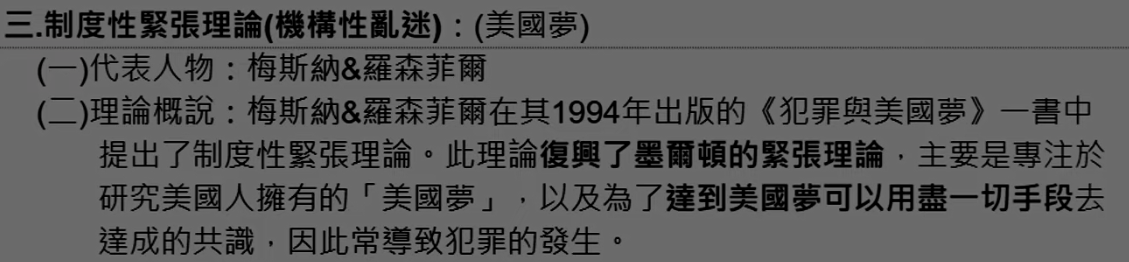 三.制度性緊張理論(機構性亂迷)：(美國夢)
(一)代表人物：梅斯納&羅森菲爾
(二)理論概說：梅斯納&羅森菲爾在其1994年出版的《犯罪與美國夢》一書中
提出了制度性緊張理論。此理論復興了墨爾頓的緊張理論，主要是專注於
研究美國人擁有的「美國夢」，以及為了達到美國夢可以用盡一切手段去
達成的共識，因此常導致犯罪的發生。